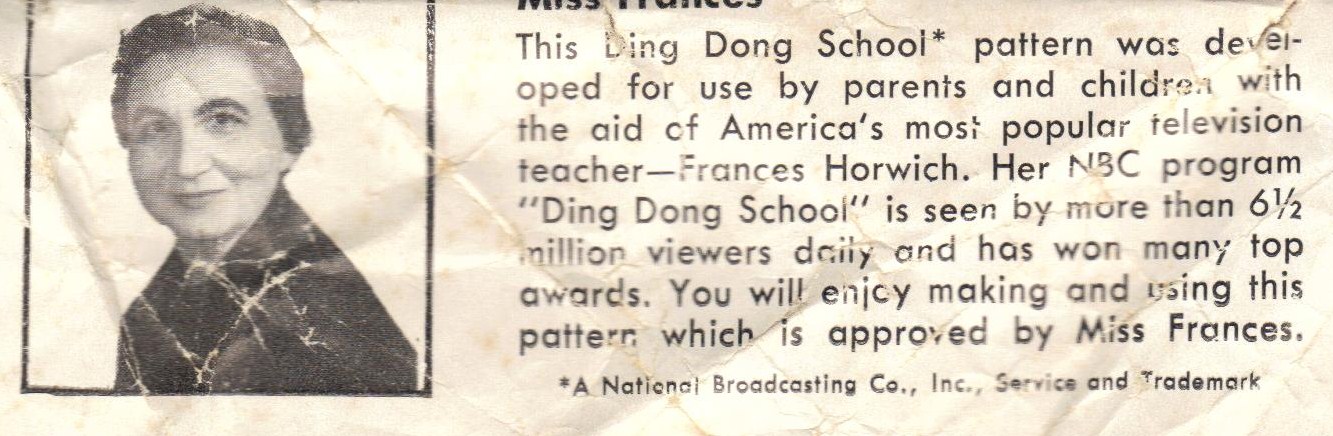 Miss Frances
This Ding Dong School* pattern was devel-
oped for use by parents and children with
the aid of America's most popular television
teacher—Frances Horwich. Her NBC program
"Ding Dong School" is seen by more than 6½
million viewers daily and has won many top
awards. You will enjoy making and using this
pattern which is approved by Miss Frances.
*A National Broadcasting Co., Inc., Service and Trademark